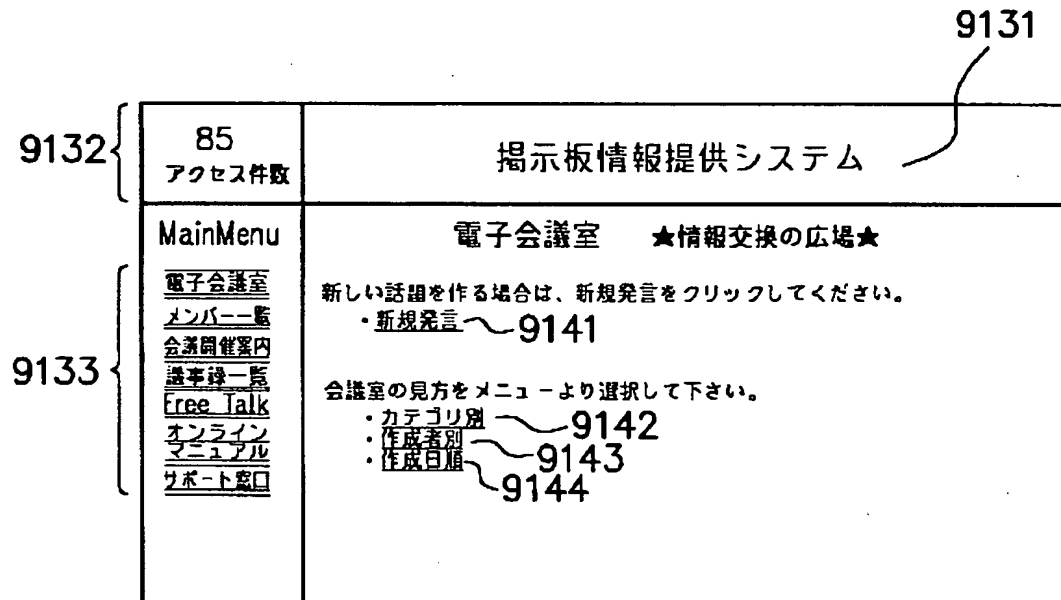 9131
9132
85
アクセス件数
掲示板情報提供システム
MainMenu
電子会議室 ★情報交換の広場★
9133
電子会議室
メンバー一覧
会議開催案内
議事録一覧
Free Talk
オンライン
マニュアル
サポート窓口
新しい話題を作る場合は、新規発言をクリックしてください。
・新規発言 9141
会議室の見方をメニューより選択して下さい。
・カテゴリ別 9142
・作成者別 9143
・作成日順 9144